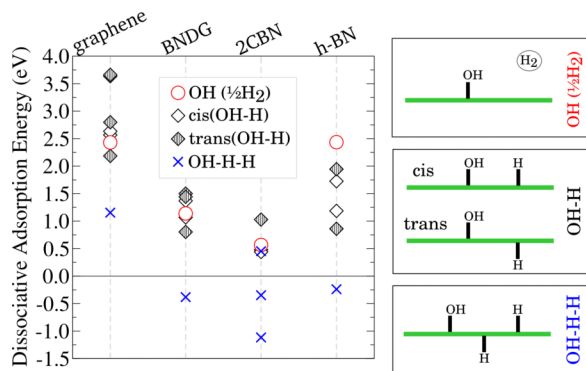 graphene
BNDG
2CBN
h-BN
Dissociative Adsorption Energy (eV)
4.0
3.5
3.0
2.5
2.0
1.5
1.0
0.5
0.0
-0.5
-1.0
-1.5
OH (½H₂)
cis(OH-H)
trans(OH-H)
OH-H-H
H₂
OH
OH (½H₂)
cis
OH
H
trans
OH
H
OH-H
OH
H
H
OH-H-H